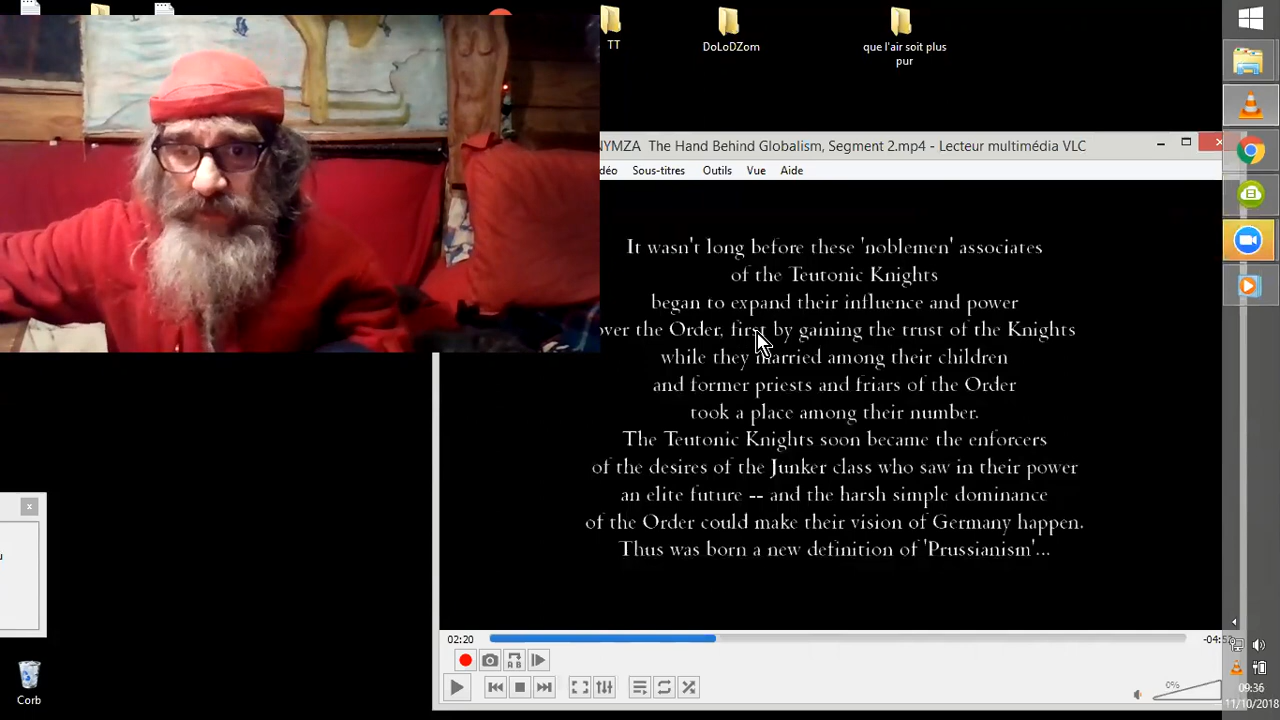 TT
DoLoDZom
que l'air soit plus
pur
The Hand Behind Globalism, Segment 2.mp4 - Lecteur multimédia VLC
Sous-titres Outils Vue Aide
It wasn't long before these 'noblemen' associates
of the Teutonic Knights
began to expand their influence and power
over the Order, first by gaining the trust of the Knights
while they married among their children
and former priests and friars of the Order
took a place among their number.
The Teutonic Knights soon became the enforcers
of the desires of the Junker class who saw in their power
an elite future -- and the harsh simple dominance
of the Order could make their vision of Germany happen.
Thus was born a new definition of 'Prussianism'...
02:20
A B
0%
Corb
09:36
11/10/2018